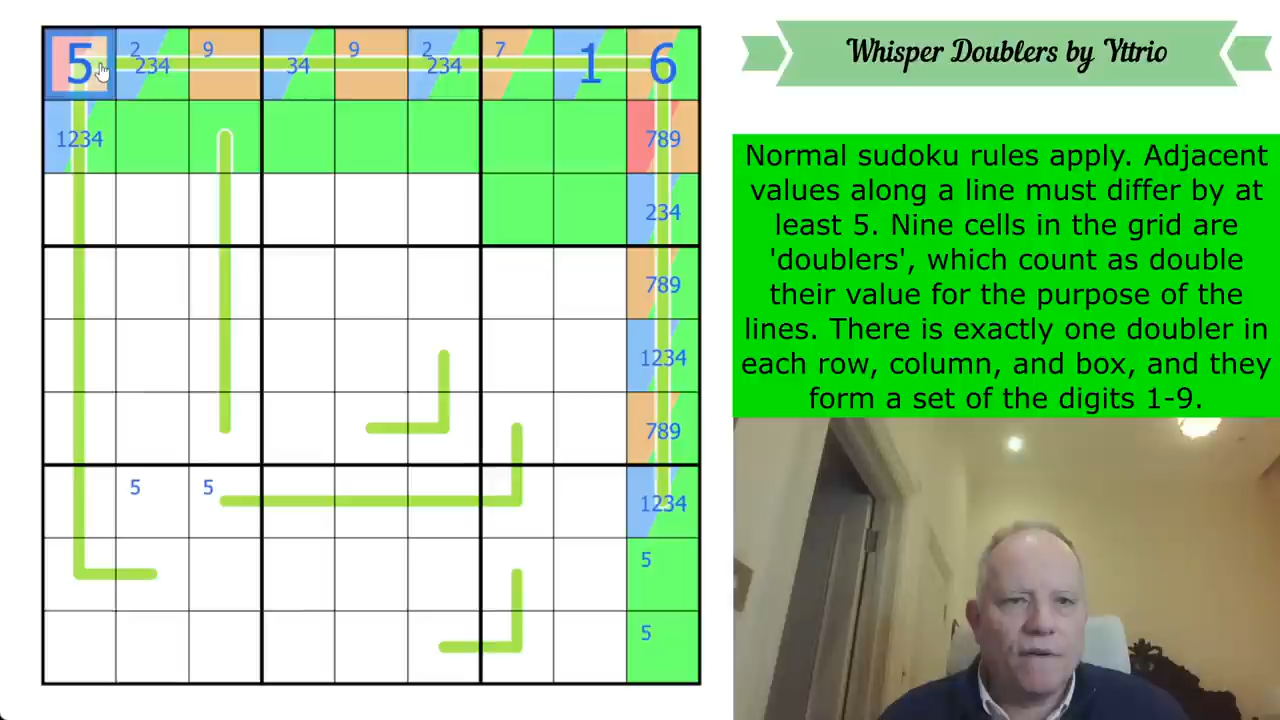 Whisper Doublers by Yttrio
5 2 234 9 34 9 2 234 7 1 6
1234 789
234
789
1234
789
5 5 1234
5
5
Normal sudoku rules apply. Adjacent
values along a line must differ by at
least 5. Nine cells in the grid are
'doublers', which count as double
their value for the purpose of the
lines. There is exactly one doubler in
each row, column, and box, and they
form a set of the digits 1-9.